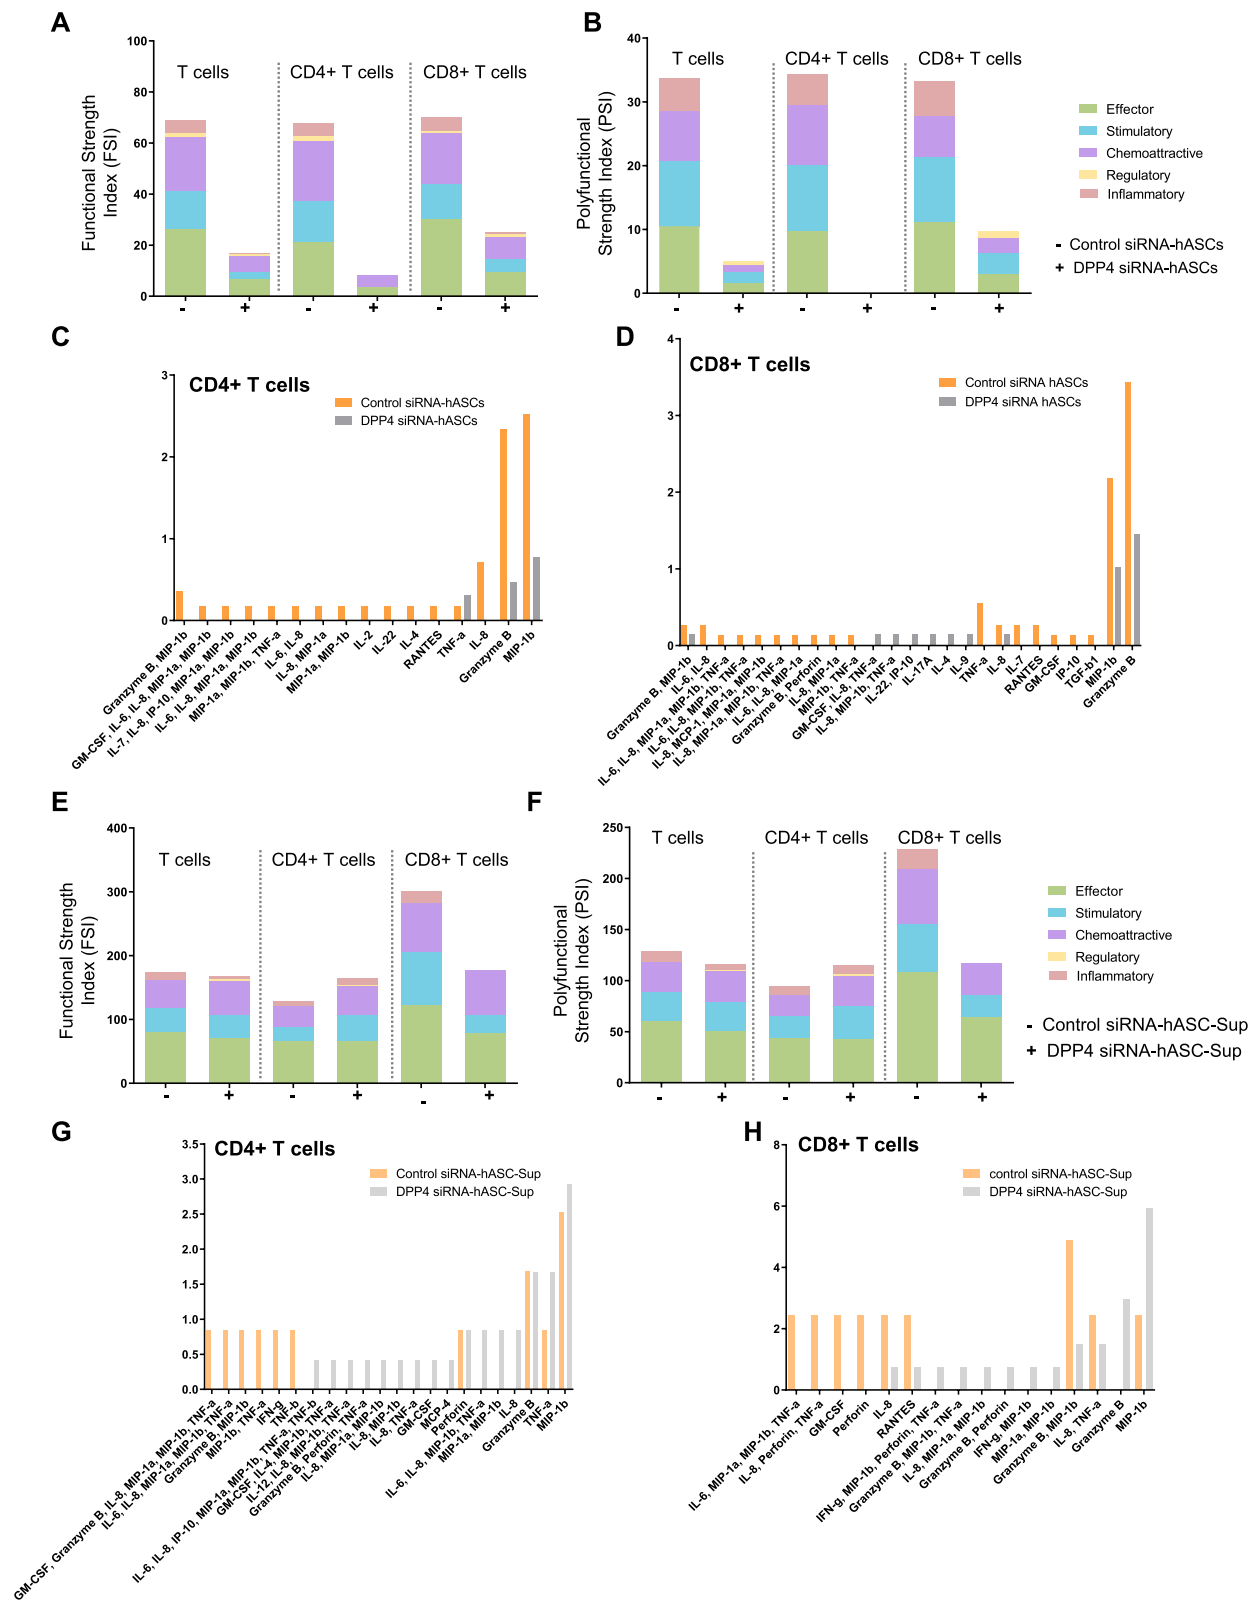 A
Functional Strength
Index (FSI)
100
80
60
40
20
0
T cells
CD4+ T cells
CD8+ T cells
-
+
-
+
-
+
B
Polyfunctional
Strength Index (PSI)
40
30
20
10
0
T cells
CD4+ T cells
CD8+ T cells
-
+
-
+
-
+
Effector
Stimulatory
Chemoattractive
Regulatory
Inflammatory
- Control siRNA-hASCs
+ DPP4 siRNA-hASCs
C
CD4+ T cells
Control siRNA-hASCs
DPP4 siRNA-hASCs
3
2
1
0
Granzyme B, MIP-1b
GM-CSF, IL-6, IL-8, MIP-1a, MIP-1b
IL-7, IL-8, IP-10, MIP-1a, MIP-1b
IL-6, IL-8, MIP-1a, MIP-1b
MIP-1a, MIP-1b, TNF-a
IL-6, IL-8
IL-8, MIP-1a
MIP-1a, MIP-1b
IL-2
IL-22
IL-4
RANTES
TNF-a
IL-8
Granzyme B
MIP-1b
D
CD8+ T cells
Control siRNA hASCs
DPP4 siRNA hASCs
4
3
2
1
0
Granzyme B, MIP-1b
IL-6, IL-8
IL-6, IL-8, MIP-1a, MIP-1b, TNF-a
IL-6, IL-8, MIP-1b, TNF-a
IL-8, MCP-1, MIP-1a, MIP-1b
IL-8, MIP-1a, MIP-1b, TNF-a
IL-6, IL-8, MIP-1a
Granzyme B, Perforin
IL-8, MIP-1a
MIP-1b, TNF-a
GM-CSF, IL-8, TNF-a
IL-8, MIP-1b, TNF-a
IL-22, IP-10
IL-17A
IL-4
IL-9
TNF-a
IL-8
IL-7
RANTES
GM-CSF
IP-10
TGF-b1
MIP-1b
Granzyme B
E
Functional Strength
Index (FSI)
400
300
200
100
0
T cells
CD4+ T cells
CD8+ T cells
-
+
-
+
-
+
F
Polyfunctional
Strength Index (PSI)
250
200
150
100
50
0
T cells
CD4+ T cells
CD8+ T cells
-
+
-
+
-
+
Effector
Stimulatory
Chemoattractive
Regulatory
Inflammatory
- Control siRNA-hASC-Sup
+ DPP4 siRNA-hASC-Sup
G
CD4+ T cells
Control siRNA-hASC-Sup
DPP4 siRNA-hASC-Sup
3.5
3.0
2.5
2.0
1.5
1.0
0.5
0.0
GM-CSF, Granzyme B, IL-8, MIP-1a, MIP-1b, TNF-a
IL-6, IL-8, MIP-1a, MIP-1b, TNF-a
Granzyme B, MIP-1b
MIP-1b, TNF-a
IFN-g
TNF-b
IL-6, IL-8, IP-10, MIP-1a, MIP-1b, TNF-a, TNF-b
GM-CSF, IL-4, MIP-1b, TNF-a
IL-12, IL-8, MIP-1b, TNF-a
Granzyme B, Perforin, TNF-a
IL-8, MIP-1a, MIP-1b
IL-8, MIP-1b
IL-8, TNF-a
GM-CSF
MCP-4
Perforin
IL-6, IL-8, MIP-1b, TNF-a
MIP-1a, MIP-1b
IL-8
Granzyme B
TNF-a
MIP-1b
H
CD8+ T cells
control siRNA-hASC-Sup
DPP4 siRNA-hASC-Sup
8
6
4
2
0
IL-6, MIP-1a, MIP-1b, TNF-a
IL-8, Perforin, TNF-a
GM-CSF
Perforin
IL-8
RANTES
IFN-g, MIP-1b, Perforin, TNF-a
Granzyme B, MIP-1b, TNF-a
IL-8, MIP-1a, MIP-1b
Granzyme B, Perforin
IFN-g, MIP-1b
MIP-1a, MIP-1b
Granzyme B, MIP-1b
IL-8, TNF-a
Granzyme B
MIP-1b